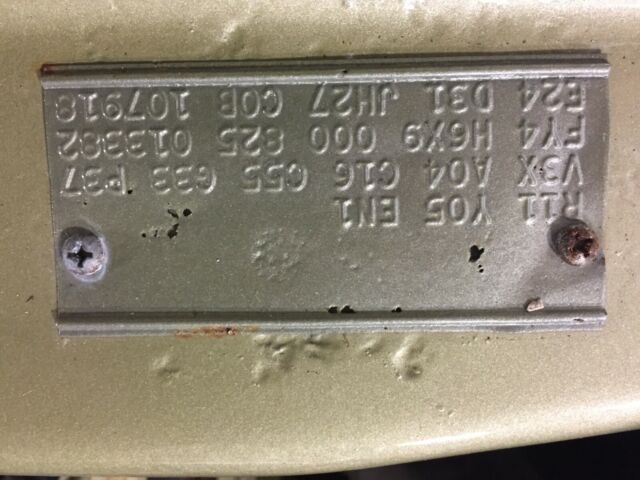 R11 Y05 EN1
V3X A04 C16 C55 G33 P37
FY4 H6X9 000 825 013382
E24 D31 JH27 C0B 107918